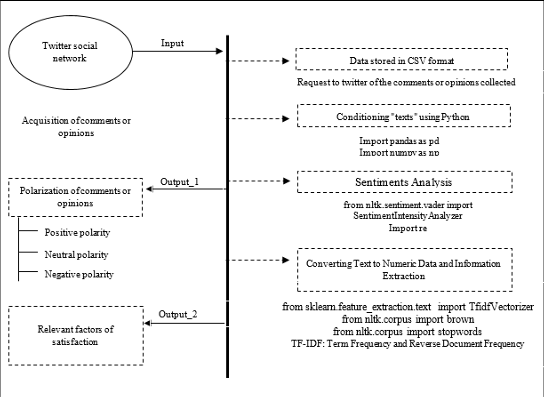 Twitter social
network
Input
Acquisition of comments or
opinions
Output_1
Polarization of comments or
opinions
Positive polarity
Neutral polarity
Negative polarity
Output_2
Relevant factors of
satisfaction
Data stored in CSV format
Request to twitter of the comments or opinions collected
Conditioning "texts" using Python
Import pandas as pd
Import numpy as np
Sentiments Analysis
from nltk.sentiment.vader import
SentimentIntensityAnalyzer
Import re
Converting Text to Numeric Data and Information
Extraction
from sklearn.feature_extraction.text import TfidfVectorizer
from nltk.corpus import brown
from nltk.corpus import stopwords
TF-IDF: Term Frequency and Reverse Document Frequency